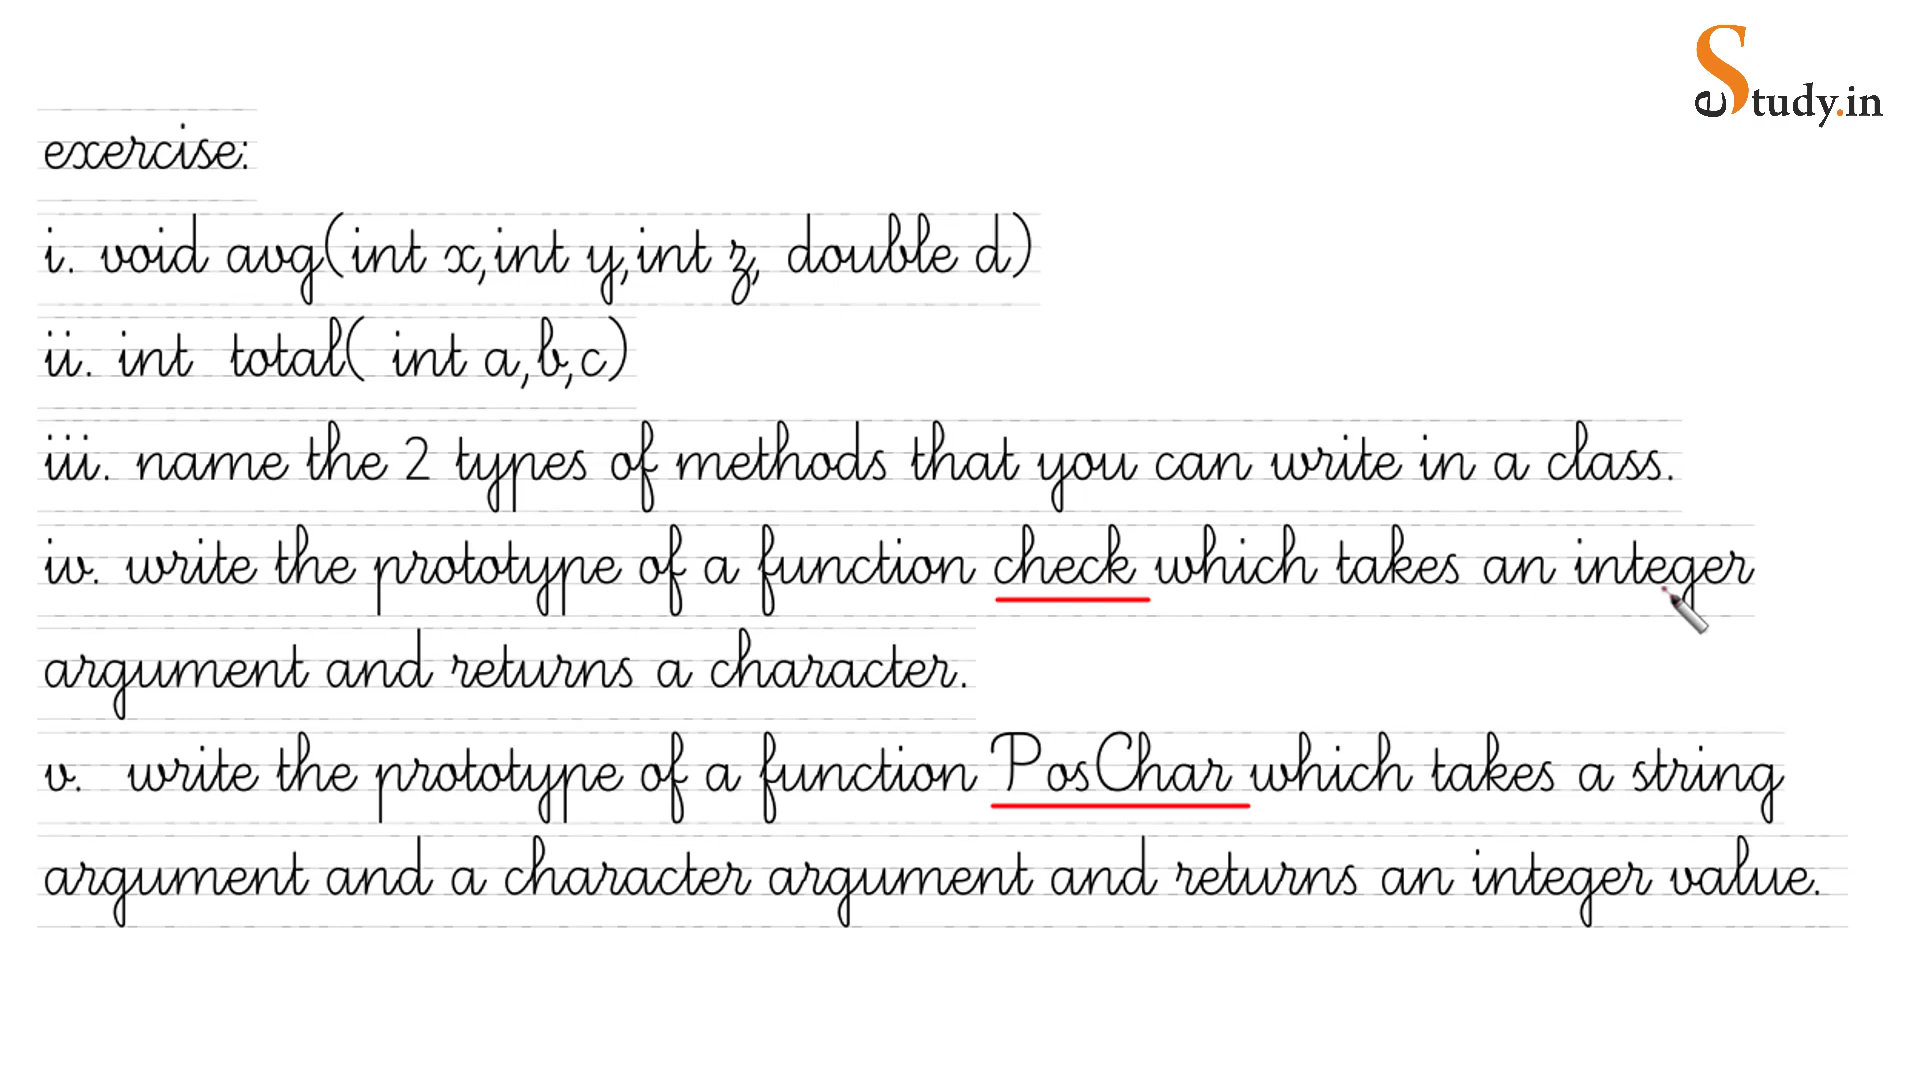 eStudy.in
exercise:
i. void avg(int x,int y,int z, double d)
ii. int total( int a,b,c)
iii. name the 2 types of methods that you can write in a class.
iv. write the prototype of a function check which takes an integer
argument and returns a character.
v. write the prototype of a function PosChar which takes a string
argument and a character argument and returns an integer value.